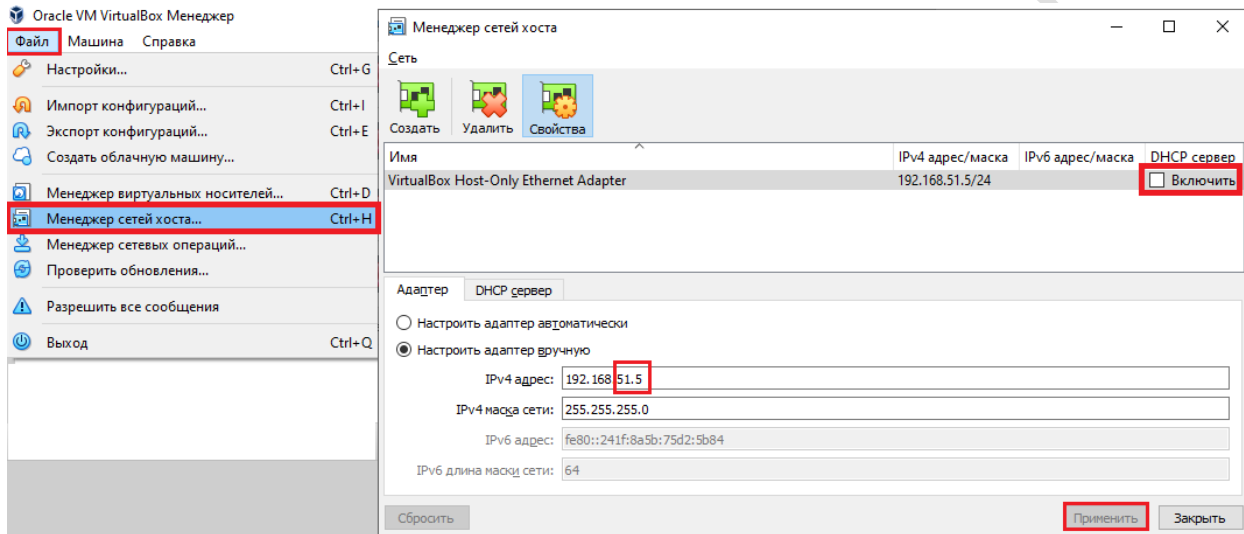 Oracle VM VirtualBox Менеджер
Файл Машина Справка
Настройки... Ctrl+G
Импорт конфигураций... Ctrl+I
Экспорт конфигураций... Ctrl+E
Создать облачную машину...
Менеджер виртуальных носителей... Ctrl+D
Менеджер сетей хоста... Ctrl+H
Менеджер сетевых операций...
Проверить обновления...
Разрешить все сообщения
Выход Ctrl+Q
Менеджер сетей хоста
Сеть
Создать Удалить Свойства
Имя IPv4 адрес/маска IPv6 адрес/маска DHCP сервер
VirtualBox Host-Only Ethernet Adapter 192.168.51.5/24 Включить
Адаптер DHCP сервер
Настроить адаптер автоматически
Настроить адаптер вручную
IPv4 адрес: 192.168.51.5
IPv4 маска сети: 255.255.255.0
IPv6 адрес: fe80::241f:8a5b:75d2:5b84
IPv6 длина маски сети: 64
Сбросить Применить Закрыть